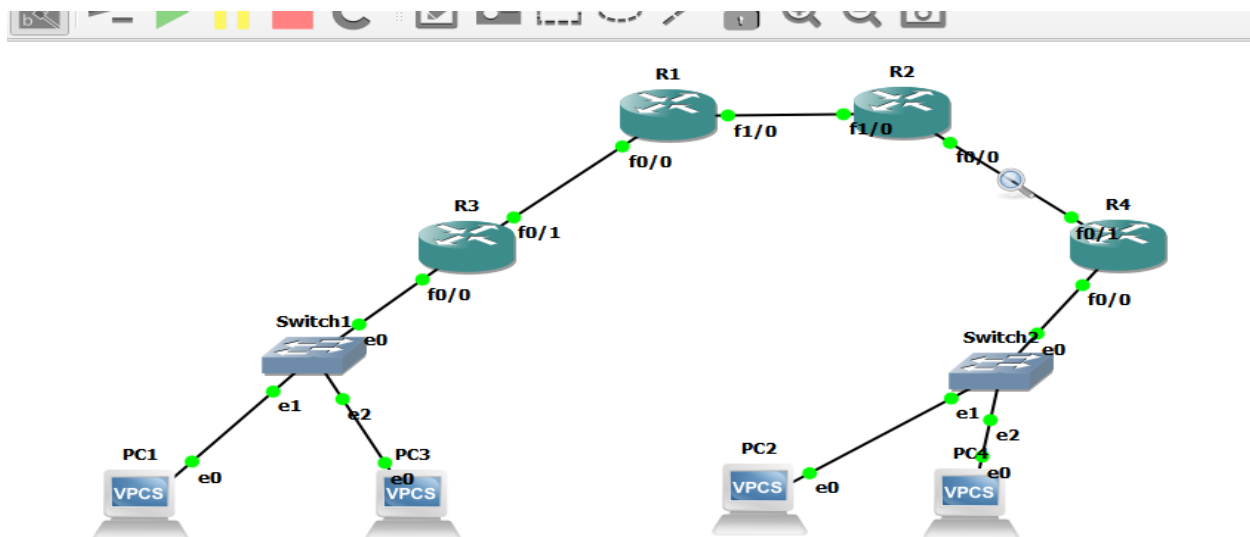 R1
R2
f1/0
f1/0
f0/0
f0/0
R3
R4
f0/1
f0/1
f0/0
f0/0
Switch1
e0
Switch2
e0
e1
e2
e1
e2
PC1
PC3
PC2
PC4
e0
e0
e0
e0
VPCS
VPCS
VPCS
VPCS